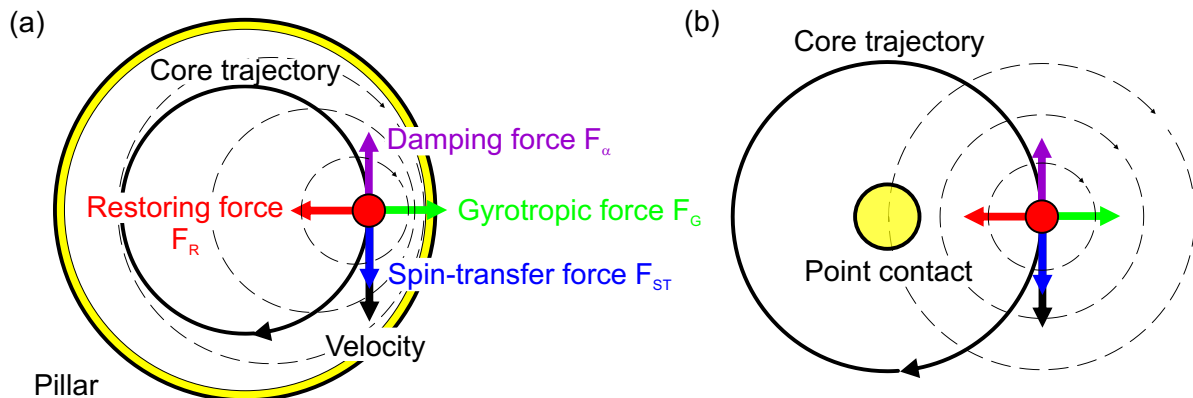 (a)
Core trajectory
Damping force Fα
Restoring force
FR
Gyrotropic force FG
Spin-transfer force FST
Velocity
Pillar
(b)
Core trajectory
Point contact